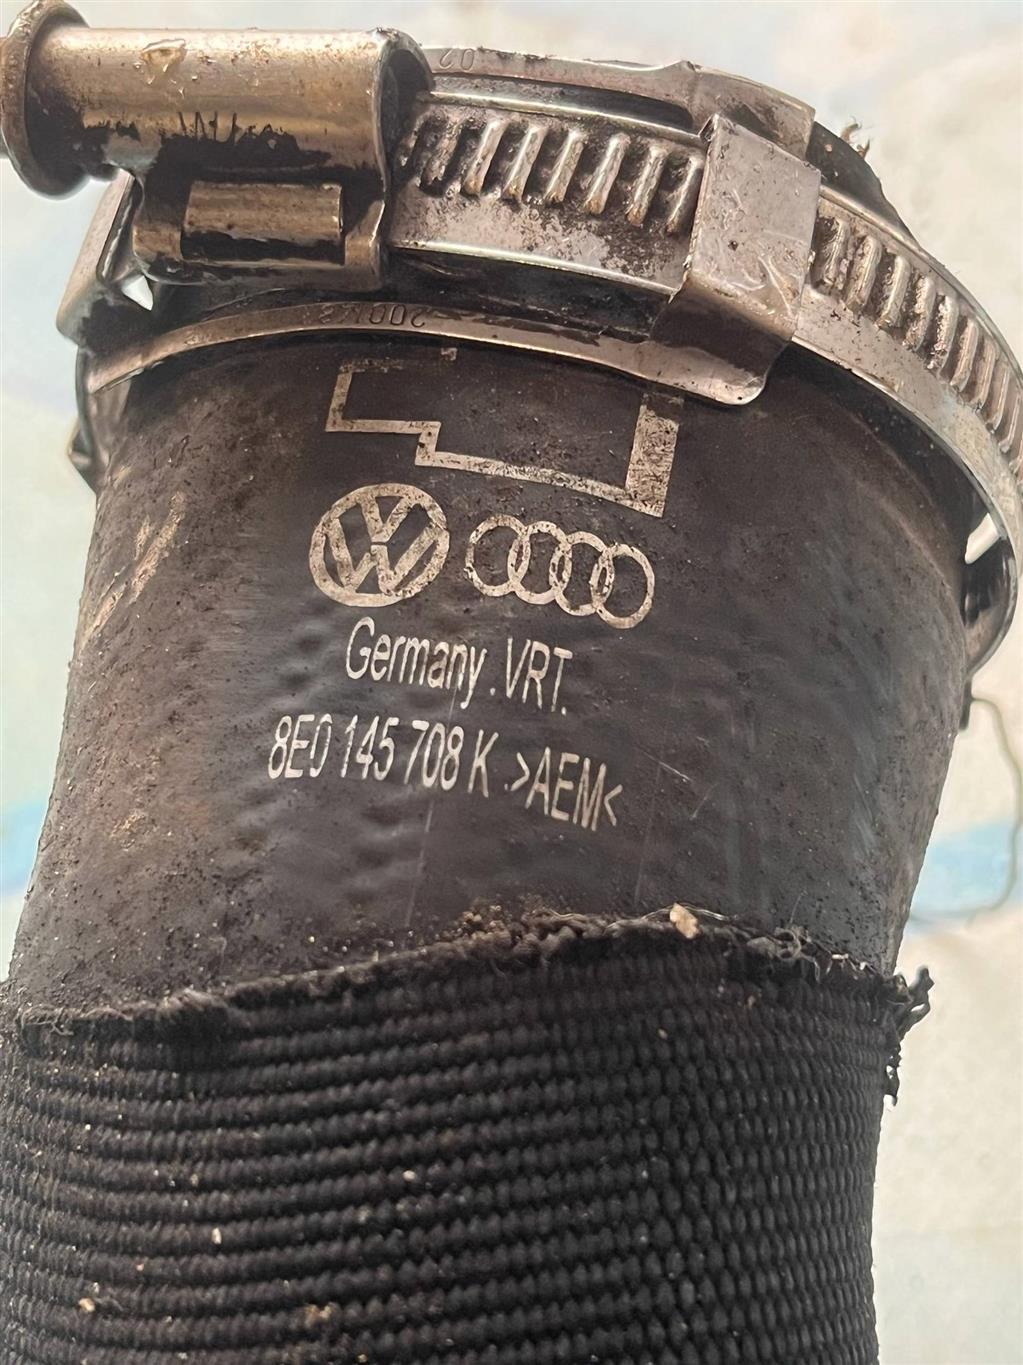 Germany .VRT.
8E0 145 708 K >AEM<